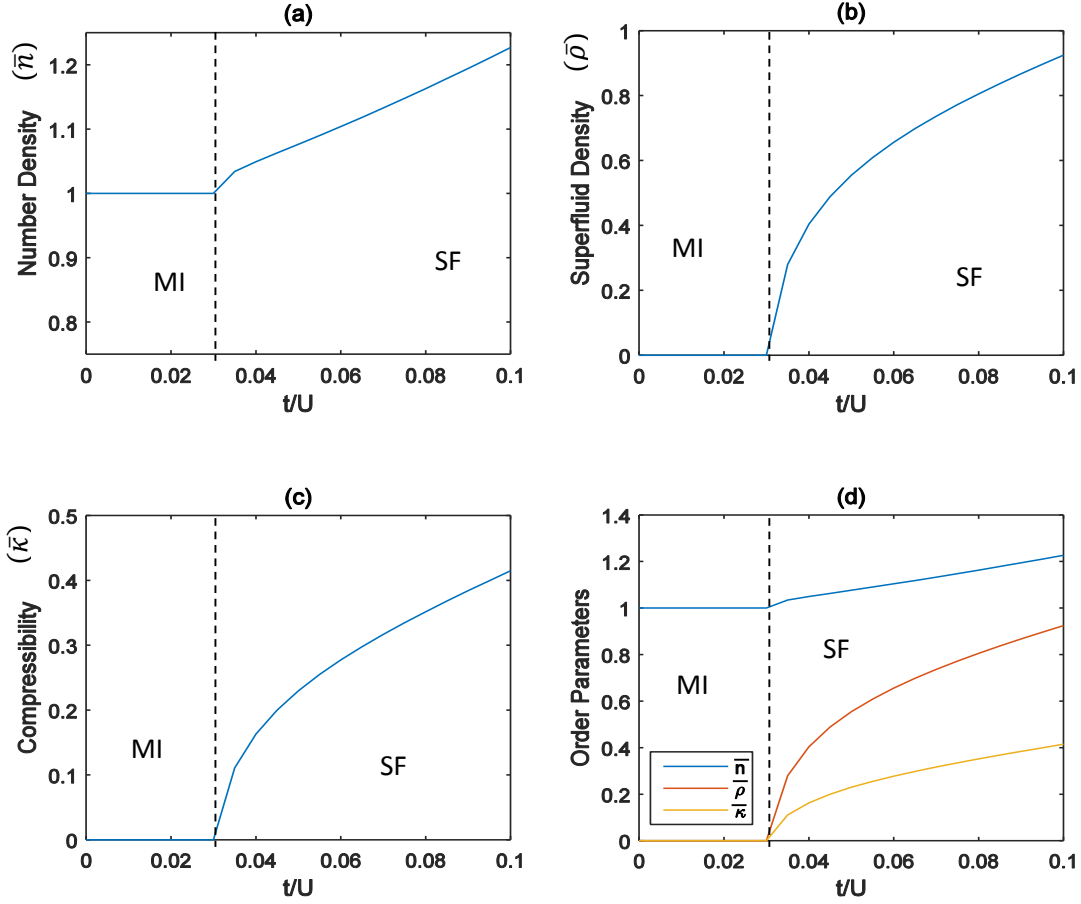 (a)
Number Density (n̄)
1.2
1.1
1
0.9
0.8
MI
SF
0 0.02 0.04 0.06 0.08 0.1
t/U
(b)
Superfluid Density (ρ̄)
1
0.8
0.6
0.4
0.2
0
MI
SF
0 0.02 0.04 0.06 0.08 0.1
t/U
(c)
Compressibility (κ̄)
0.5
0.4
0.3
0.2
0.1
0
MI
SF
0 0.02 0.04 0.06 0.08 0.1
t/U
(d)
Order Parameters
1.4
1.2
1
0.8
0.6
0.4
0.2
0
SF
MI
n̄
ρ̄
κ̄
0 0.02 0.04 0.06 0.08 0.1
t/U